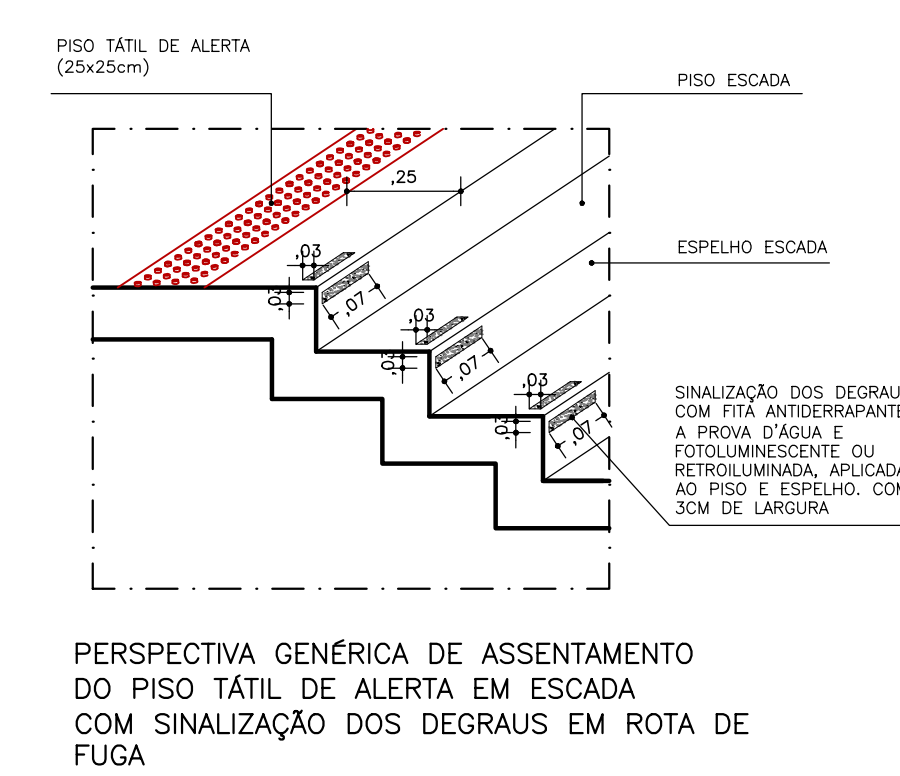 PISO TÁTIL DE ALERTA
(25x25cm)
PISO ESCADA
,25
ESPELHO ESCADA
,03
,03
,07
,03
,03
,07
,03
,03
,07
SINALIZAÇÃO DOS DEGRAU
COM FITA ANTIDERRAPANTE
A PROVA D'ÁGUA E
FOTOLUMINESCENTE OU
RETROILUMINADA, APLICADA
AO PISO E ESPELHO. COM
3CM DE LARGURA
PERSPECTIVA GENÉRICA DE ASSENTAMENTO
DO PISO TÁTIL DE ALERTA EM ESCADA
COM SINALIZAÇÃO DOS DEGRAUS EM ROTA DE
FUGA